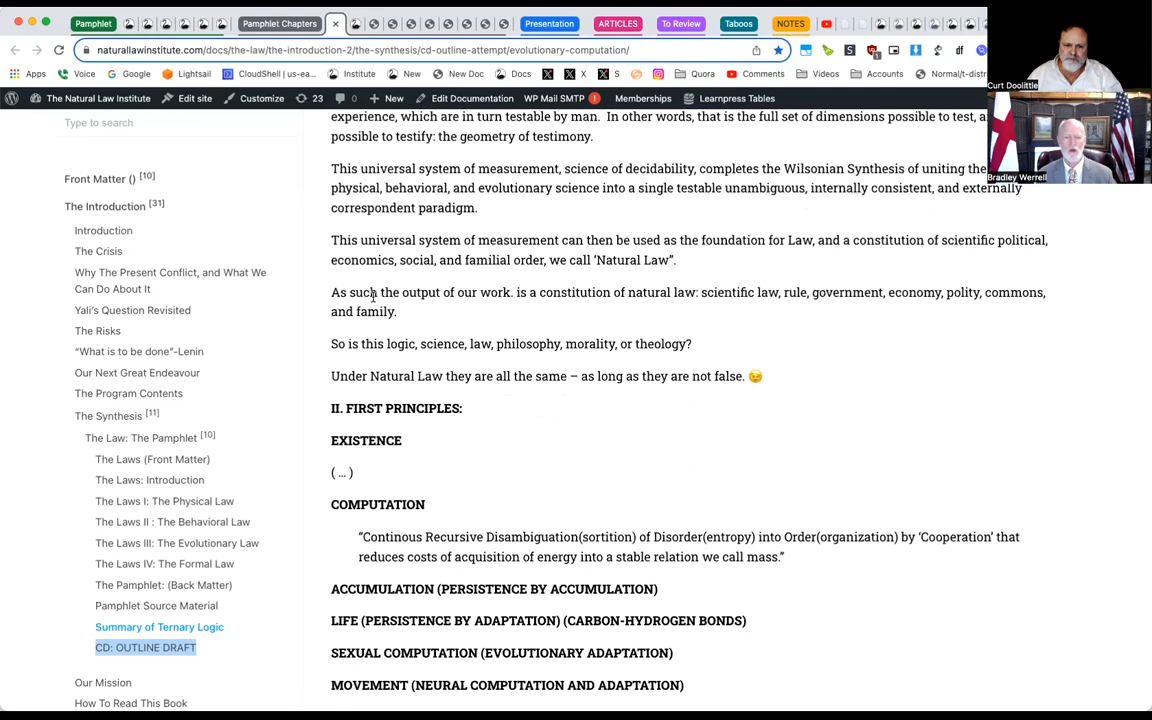 Pamphlet
Pamphlet Chapters
Presentation
ARTICLES
To Review
Taboos
NOTES
naturallawinstitute.com/docs/the-law/the-introduction-2/the-synthesis/cd-outline-attempt/evolutionary-computation/
Apps
Voice
Google
Lightsail
CloudShell (us-ea...
Institute
New
New Doc
Docs
X
S
Quora
Comments
Videos
Accounts
Normal/t-distr
The Natural Law Institute
Edit site
Customize
23
0
New
Edit Documentation
WP Mail SMTP !
Memberships
Learnpress Tables
Curt Doolittle
Bradley Werrell
Type to search
Front Matter () [10]
The Introduction [31]
Introduction
The Crisis
Why The Present Conflict, and What We
Can Do About It
Yali's Question Revisited
The Risks
“What is to be done”-Lenin
Our Next Great Endeavour
The Program Contents
The Synthesis [11]
The Law: The Pamphlet [10]
The Laws (Front Matter)
The Laws: Introduction
The Laws I: The Physical Law
The Laws II : The Behavioral Law
The Laws III: The Evolutionary Law
The Laws IV: The Formal Law
The Pamphlet: (Back Matter)
Pamphlet Source Material
Summary of Ternary Logic
CD: OUTLINE DRAFT
Our Mission
How To Read This Book
experience, which are in turn testable by man. In other words, that is the full set of dimensions possible to test, a
possible to testify: the geometry of testimony.
This universal system of measurement, science of decidability, completes the Wilsonian Synthesis of uniting the
physical, behavioral, and evolutionary science into a single testable unambiguous, internally consistent, and externally
correspondent paradigm.
This universal system of measurement can then be used as the foundation for Law, and a constitution of scientific political,
economics, social, and familial order, we call ‘Natural Law”.
As such the output of our work. is a constitution of natural law: scientific law, rule, government, economy, polity, commons,
and family.
So is this logic, science, law, philosophy, morality, or theology?
Under Natural Law they are all the same – as long as they are not false. 😉
II. FIRST PRINCIPLES:
EXISTENCE
( ... )
COMPUTATION
“Continous Recursive Disambiguation(sortition) of Disorder(entropy) into Order(organization) by ‘Cooperation’ that
reduces costs of acquisition of energy into a stable relation we call mass.”
ACCUMULATION (PERSISTENCE BY ACCUMULATION)
LIFE (PERSISTENCE BY ADAPTATION) (CARBON-HYDROGEN BONDS)
SEXUAL COMPUTATION (EVOLUTIONARY ADAPTATION)
MOVEMENT (NEURAL COMPUTATION AND ADAPTATION)